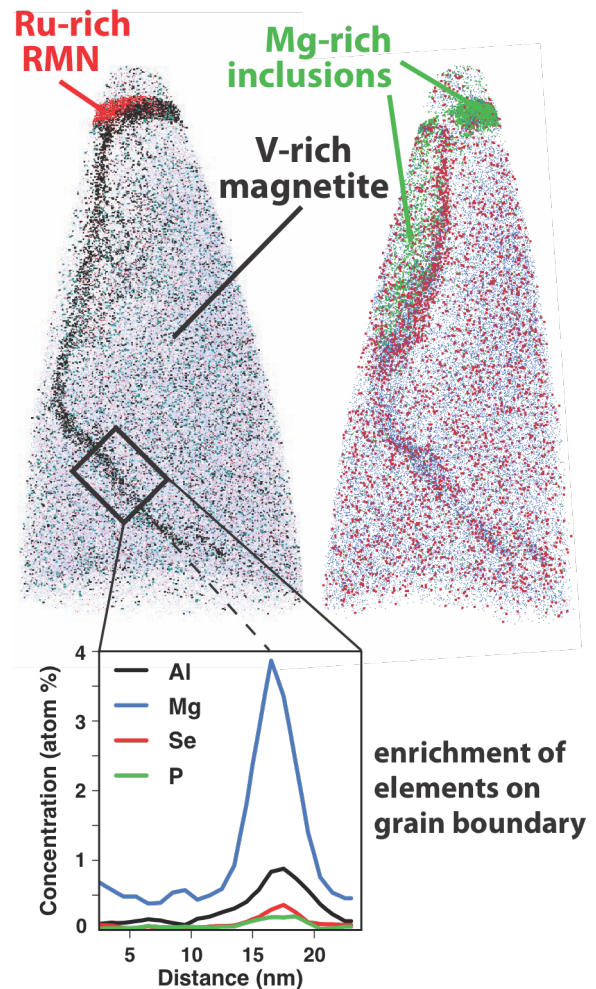 Ru-rich
RMN
Mg-rich
inclusions
V-rich
magnetite
4
3
2
1
0
Concentration (atom %)
Al
Mg
Se
P
5 10 15 20
Distance (nm)
enrichment of
elements on
grain boundary